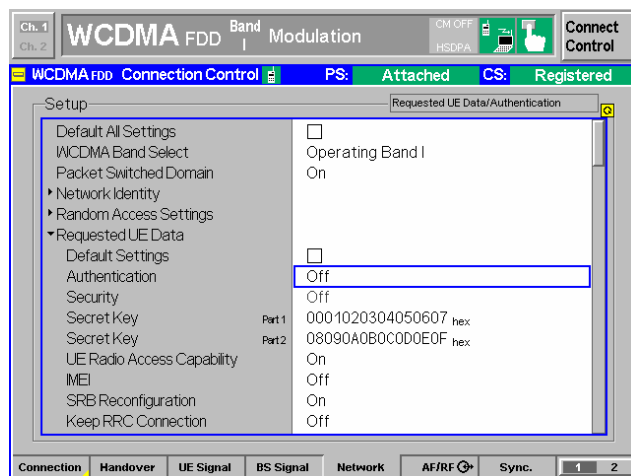 Ch. 1
Ch. 2
WCDMA FDD Band I Modulation
CM OFF
HSDPA
Connect Control
WCDMA FDD Connection Control
PS: Attached CS: Registered
Setup
Requested UE Data/Authentication
Default All Settings
WCDMA Band Select Operating Band I
Packet Switched Domain On
Network Identity
Random Access Settings
Requested UE Data
Default Settings
Authentication Off
Security Off
Secret Key Part 1 0001020304050607 hex
Secret Key Part 2 08090A0B0C0D0E0F hex
UE Radio Access Capability On
IMEI Off
SRB Reconfiguration On
Keep RRC Connection Off
Connection Handover UE Signal BS Signal Network AF/RF Sync. 1 2